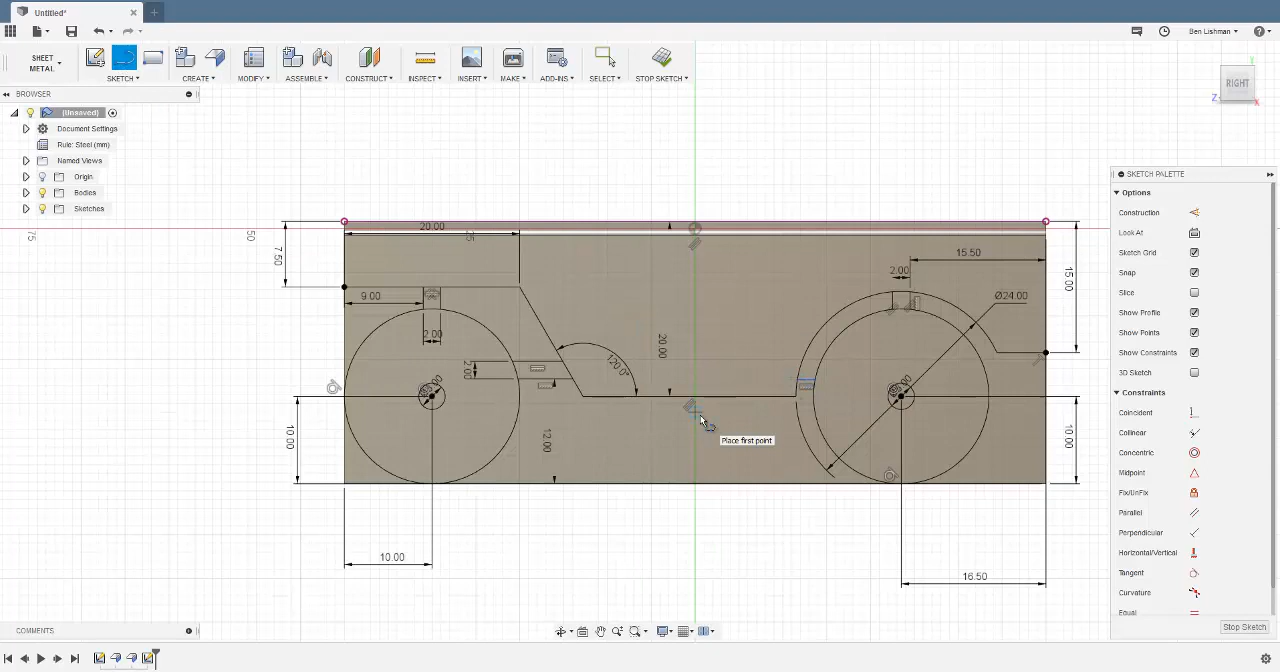 Untitled*
Ben Lishman
SHEET METAL
SKETCH
CREATE
MODIFY
ASSEMBLE
CONSTRUCT
INSPECT
INSERT
MAKE
ADD-INS
SELECT
STOP SKETCH
BROWSER
(Unsaved)
Document Settings
Rule: Steel (mm)
Named Views
Origin
Bodies
Sketches
RIGHT
Y
Z
X
SKETCH PALETTE
Options
Construction
Look At
Sketch Grid
Snap
Slice
Show Profile
Show Points
Show Constraints
3D Sketch
Constraints
Coincident
Collinear
Concentric
Midpoint
Fix/UnFix
Parallel
Perpendicular
Horizontal/Vertical
Tangent
Curvature
Equal
Stop Sketch
75
50
25
20.00
7.50
9.00
2.00
2.00
2.00
120.0°
20.00
12.00
10.00
10.00
15.50
2.00
Ø24.00
15.00
10.00
16.50
Place first point
COMMENTS